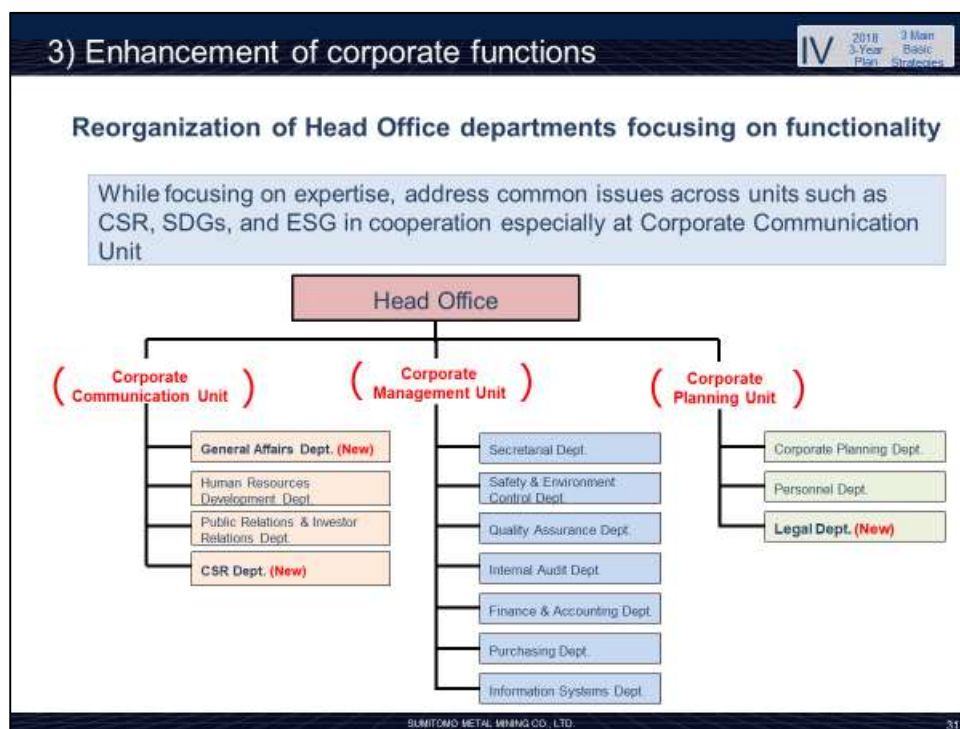 3) Enhancement of corporate functions
IV
2018
3-Year
Plan
3 Main
Basic
Strategies
Reorganization of Head Office departments focusing on functionality
While focusing on expertise, address common issues across units such as
CSR, SDGs, and ESG in cooperation especially at Corporate Communication
Unit
Head Office
( Corporate
Communication Unit )
( Corporate
Management Unit )
( Corporate
Planning Unit )
General Affairs Dept. (New)
Human Resources
Development Dept.
Public Relations & Investor
Relations Dept.
CSR Dept. (New)
Secretarial Dept.
Safety & Environment
Control Dept.
Quality Assurance Dept.
Internal Audit Dept
Finance & Accounting Dept.
Purchasing Dept.
Information Systems Dept.
Corporate Planning Dept.
Personnel Dept.
Legal Dept. (New)
SUMITOMO METAL MINING CO., LTD.
31